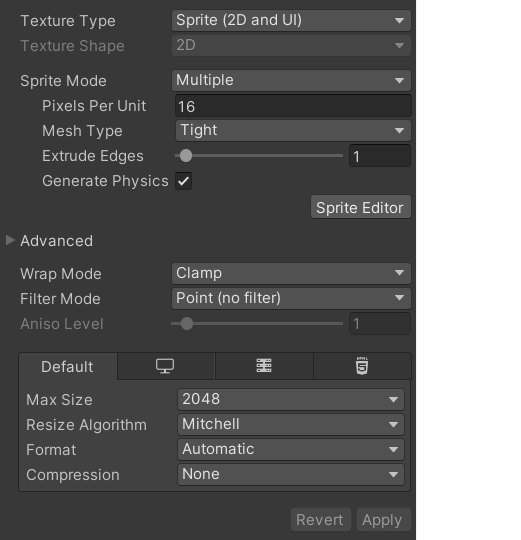 Texture Type Sprite (2D and UI)
Texture Shape 2D
Sprite Mode Multiple
Pixels Per Unit 16
Mesh Type Tight
Extrude Edges 1
Generate Physics
Sprite Editor
Advanced
Wrap Mode Clamp
Filter Mode Point (no filter)
Aniso Level 1
Default HTML 5
Max Size 2048
Resize Algorithm Mitchell
Format Automatic
Compression None
Revert Apply